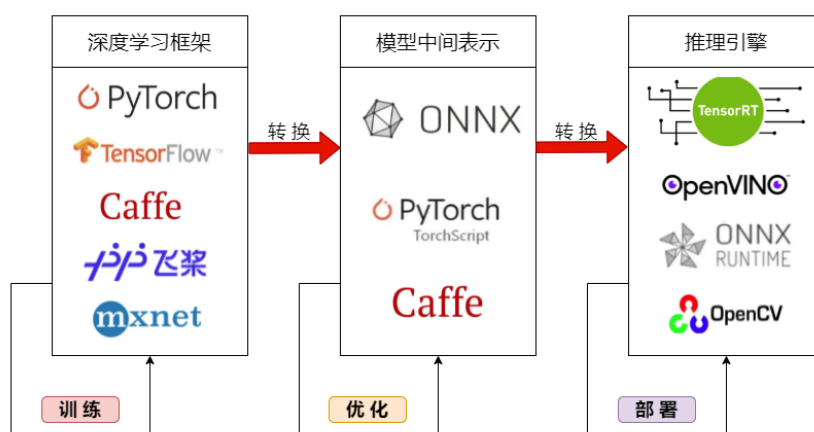 深度学习框架
PyTorch
TensorFlow™
Caffe
飞桨
mxnet
训 练
转 换
模型中间表示
ONNX
PyTorch
TorchScript
Caffe
优 化
转 换
推理引擎
TensorRT
OpenVINO™
ONNX
RUNTIME
OpenCV
部 署